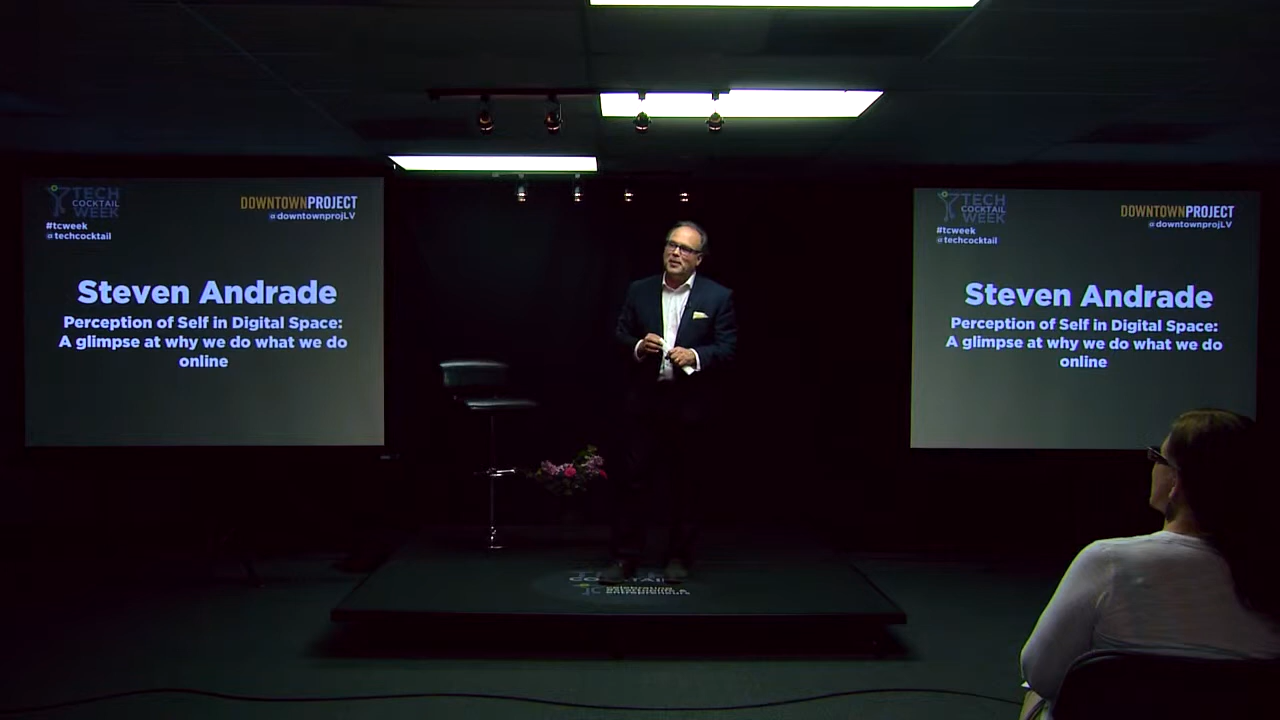 TECH
COCKTAIL
WEEK
#tcweek
@techcocktail
DOWNTOWNPROJECT
@downtownprojLV
Steven Andrade
Perception of Self in Digital Space:
A glimpse at why we do what we do
online
TECH
COCKTAIL
WEEK
#tcweek
@techcocktail
DOWNTOWNPROJECT
@downtownprojLV
Steven Andrade
Perception of Self in Digital Space:
A glimpse at why we do what we do
online
COCKTAIL
JC